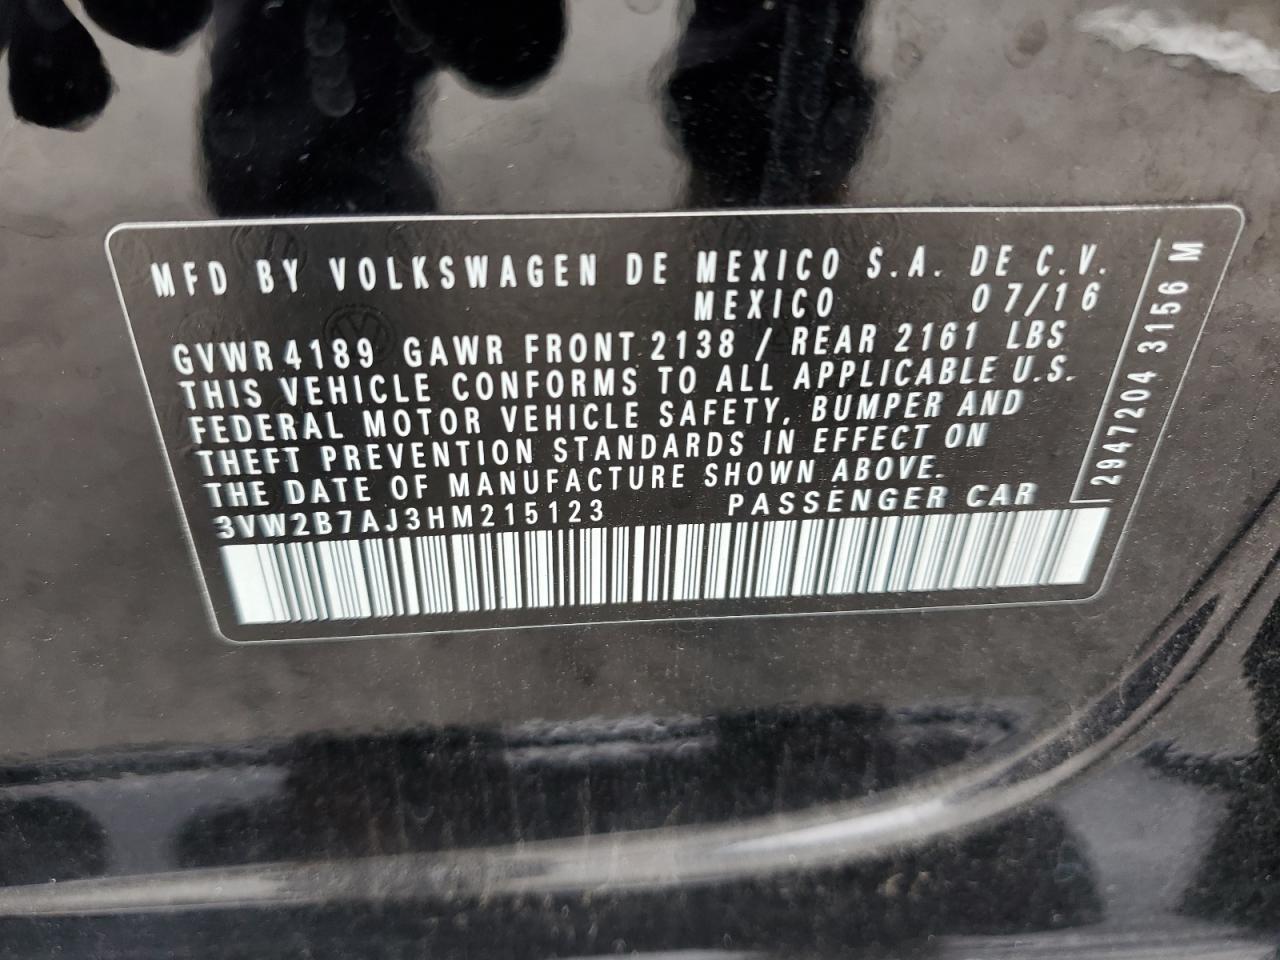 MFD BY VOLKSWAGEN DE MEXICO S.A. DE C.V.
MEXICO 07/16
GVWR 4189 GAWR FRONT 2138 / REAR 2161 LBS
THIS VEHICLE CONFORMS TO ALL APPLICABLE U.S.
FEDERAL MOTOR VEHICLE SAFETY, BUMPER AND
THEFT PREVENTION STANDARDS IN EFFECT ON
THE DATE OF MANUFACTURE SHOWN ABOVE.
3VW2B7AJ3HM215123 PASSENGER CAR
2947204 3156 M